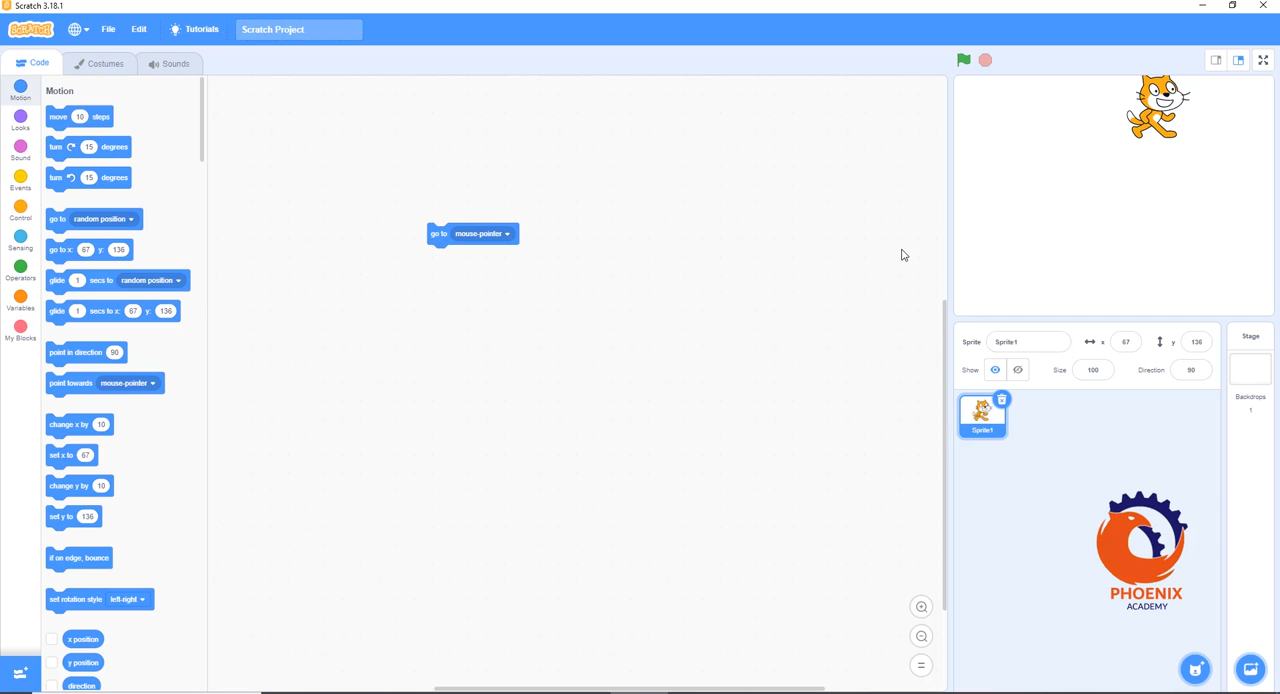 Scratch 3.18.1
SCRATCH File Edit Tutorials Scratch Project
Code Costumes Sounds
Motion
Looks
Sound
Events
Control
Sensing
Operators
Variables
My Blocks
Motion
move 10 steps
turn 15 degrees
turn 15 degrees
go to random position
go to x: 67 y: 136
glide 1 secs to random position
glide 1 secs to x: 67 y: 136
point in direction 90
point towards mouse-pointer
change x by 10
set x to 67
change y by 10
set y to 136
if on edge, bounce
set rotation style left-right
x position
y position
direction
go to mouse-pointer
Sprite Sprite1 x 67 y 136
Show Size 100 Direction 90
Sprite1
Stage
Backdrops
1
PHOENIX
ACADEMY